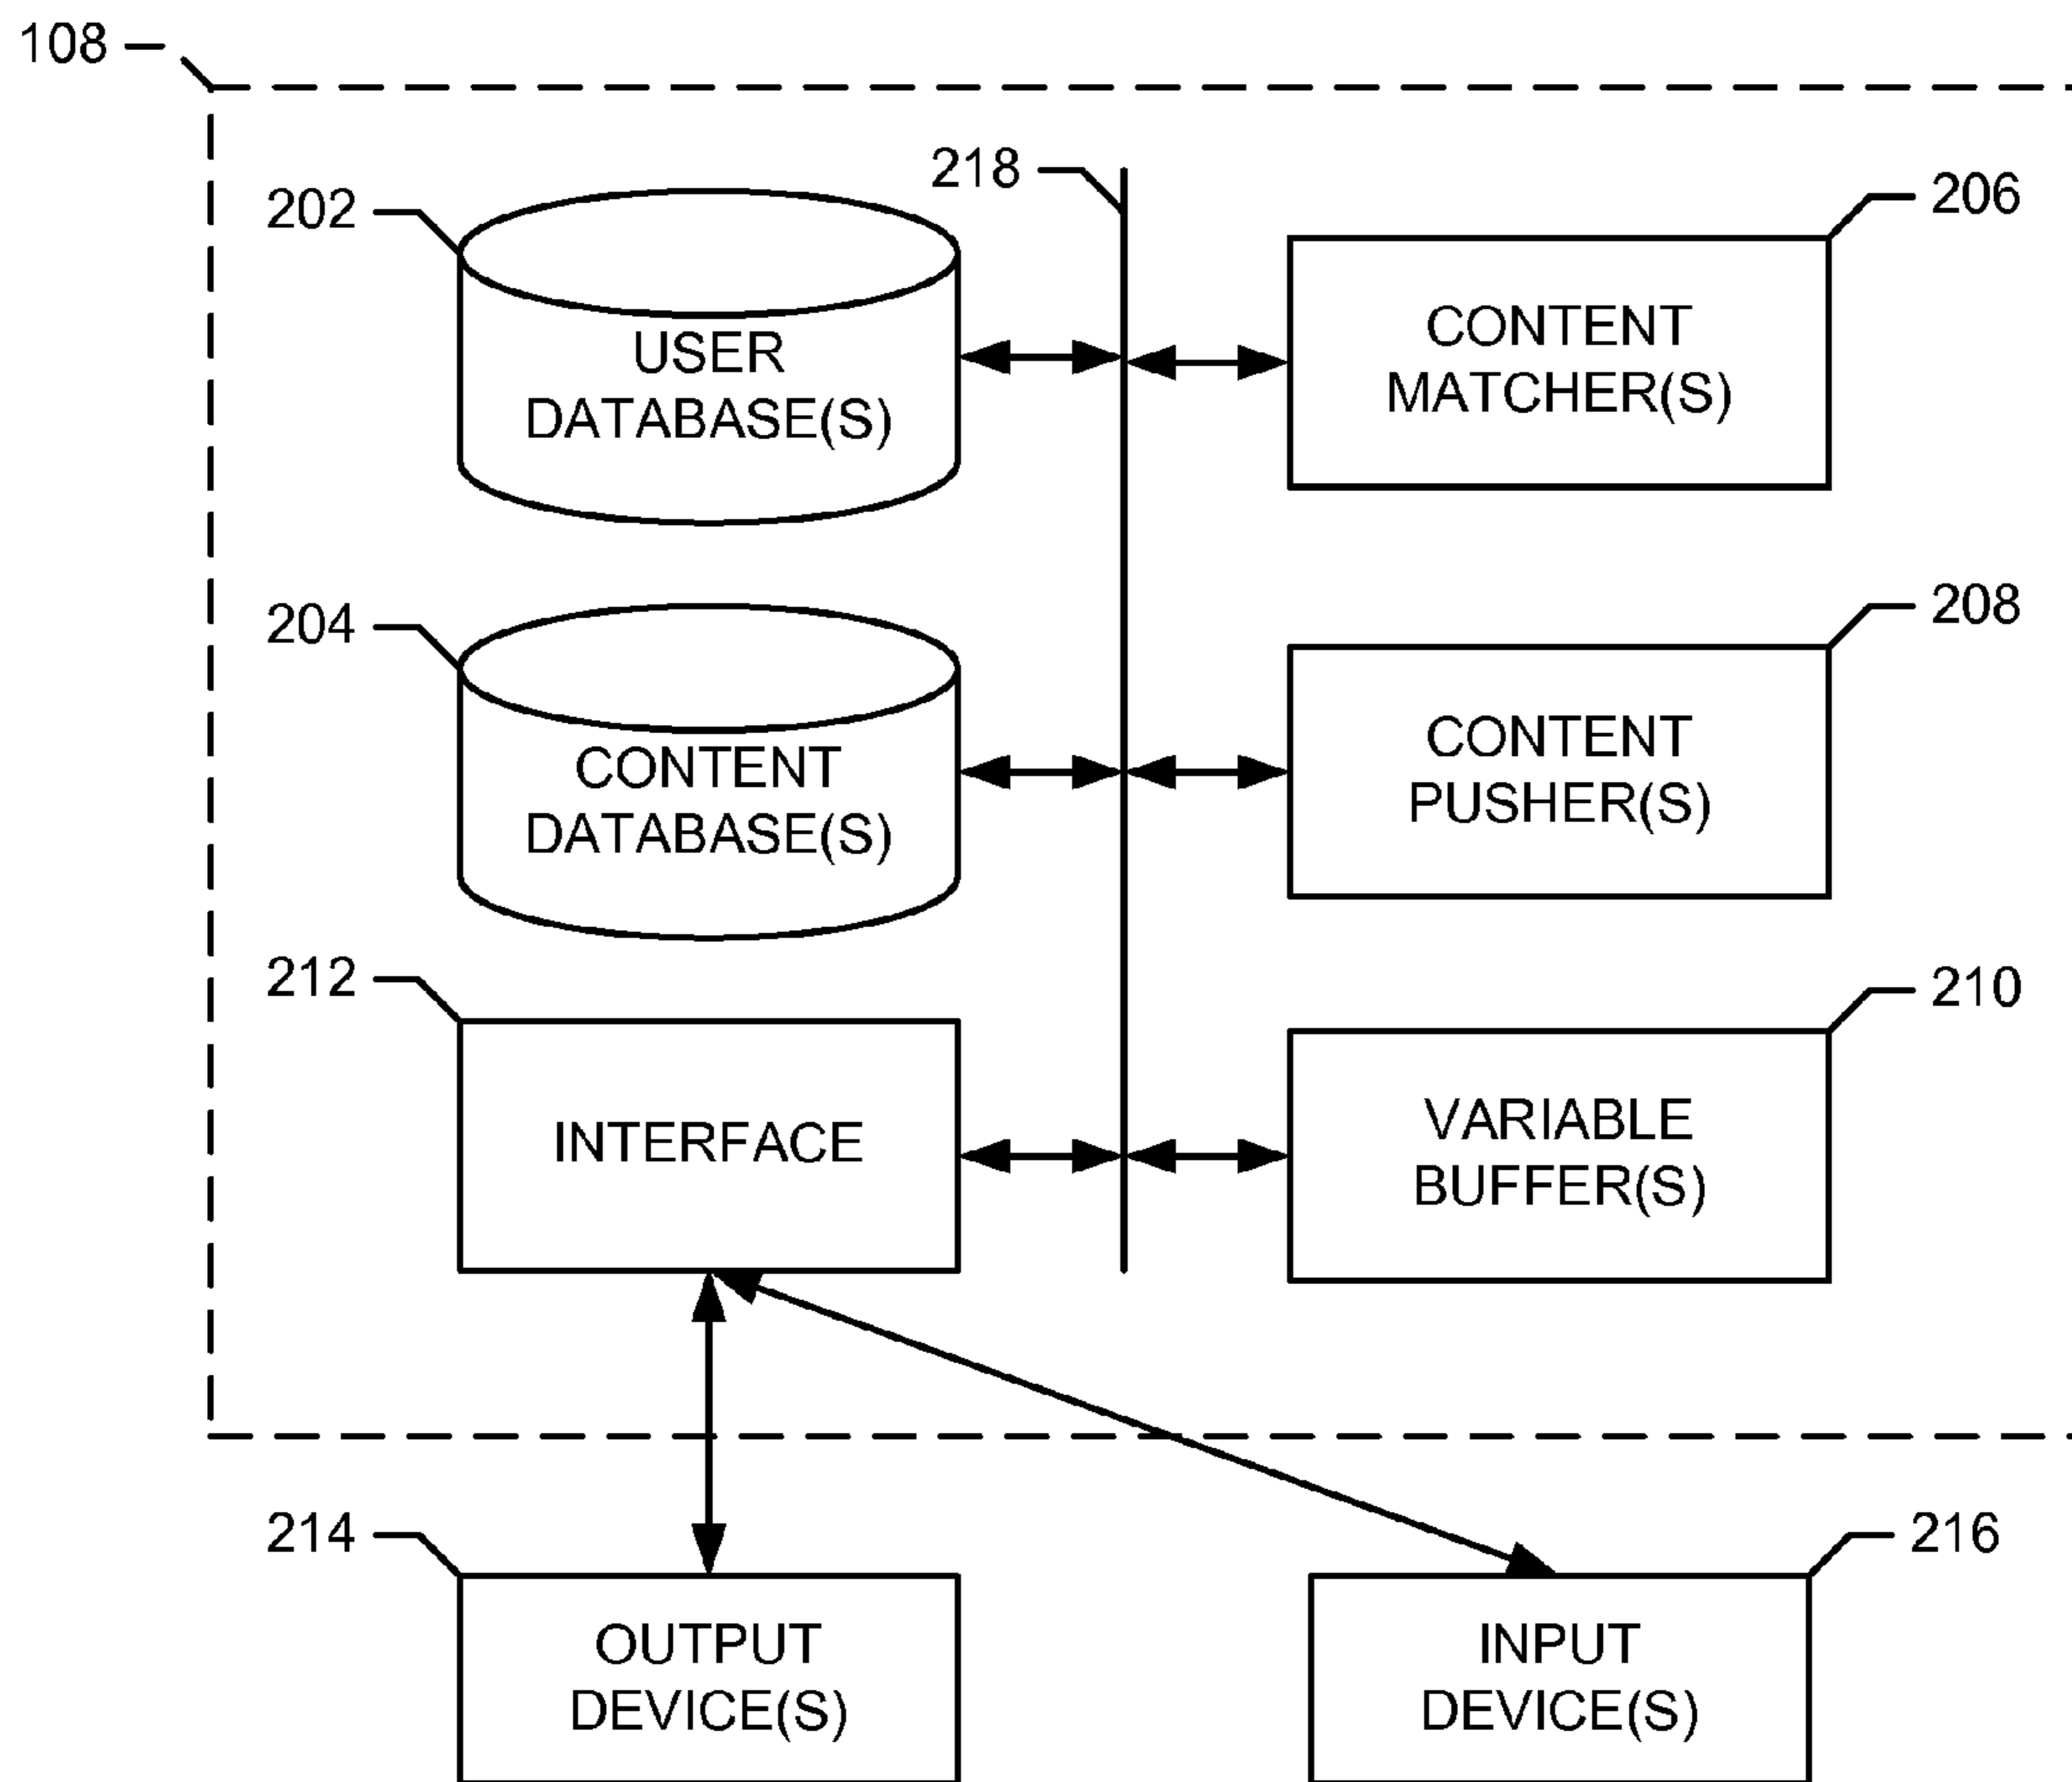 108
218
202
206
USER
DATABASE(S)
CONTENT
MATCHER(S)
204
208
CONTENT
DATABASE(S)
CONTENT
PUSHER(S)
212
210
INTERFACE
VARIABLE
BUFFER(S)
214
216
OUTPUT
DEVICE(S)
INPUT
DEVICE(S)